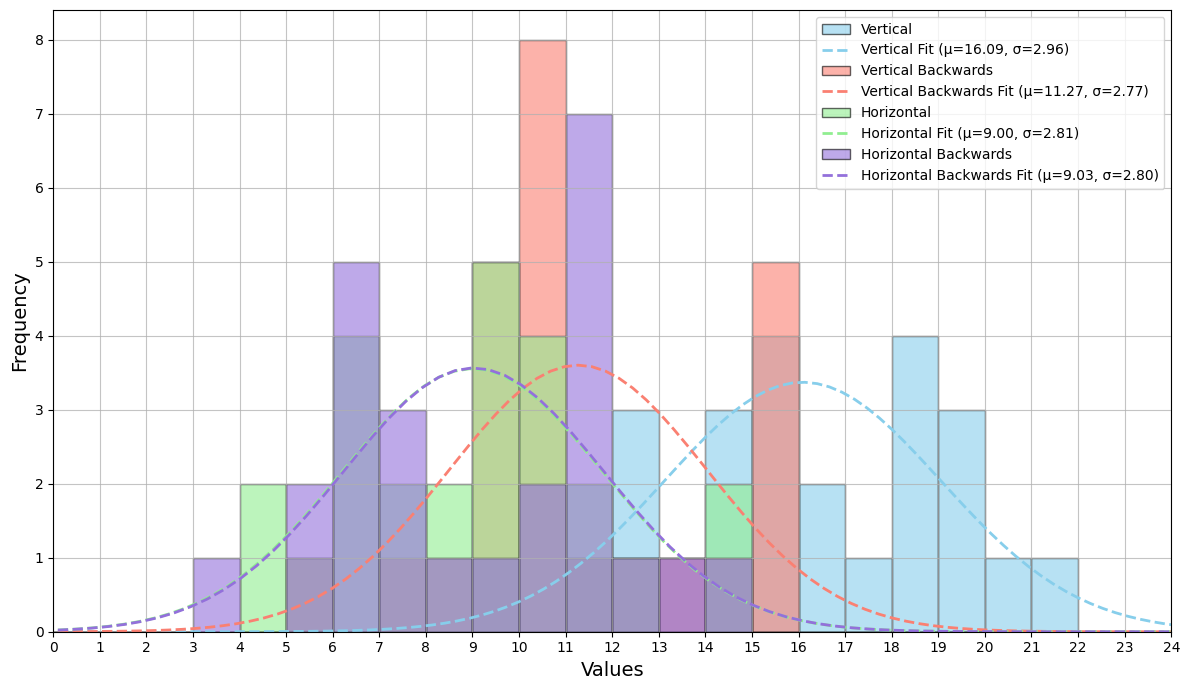 Vertical
Vertical Fit (μ=16.09, σ=2.96)
Vertical Backwards
Vertical Backwards Fit (μ=11.27, σ=2.77)
Horizontal
Horizontal Fit (μ=9.00, σ=2.81)
Horizontal Backwards
Horizontal Backwards Fit (μ=9.03, σ=2.80)
8
7
6
5
4
3
2
1
0
Frequency
0 1 2 3 4 5 6 7 8 9 10 11 12 13 14 15 16 17 18 19 20 21 22 23 24
Values